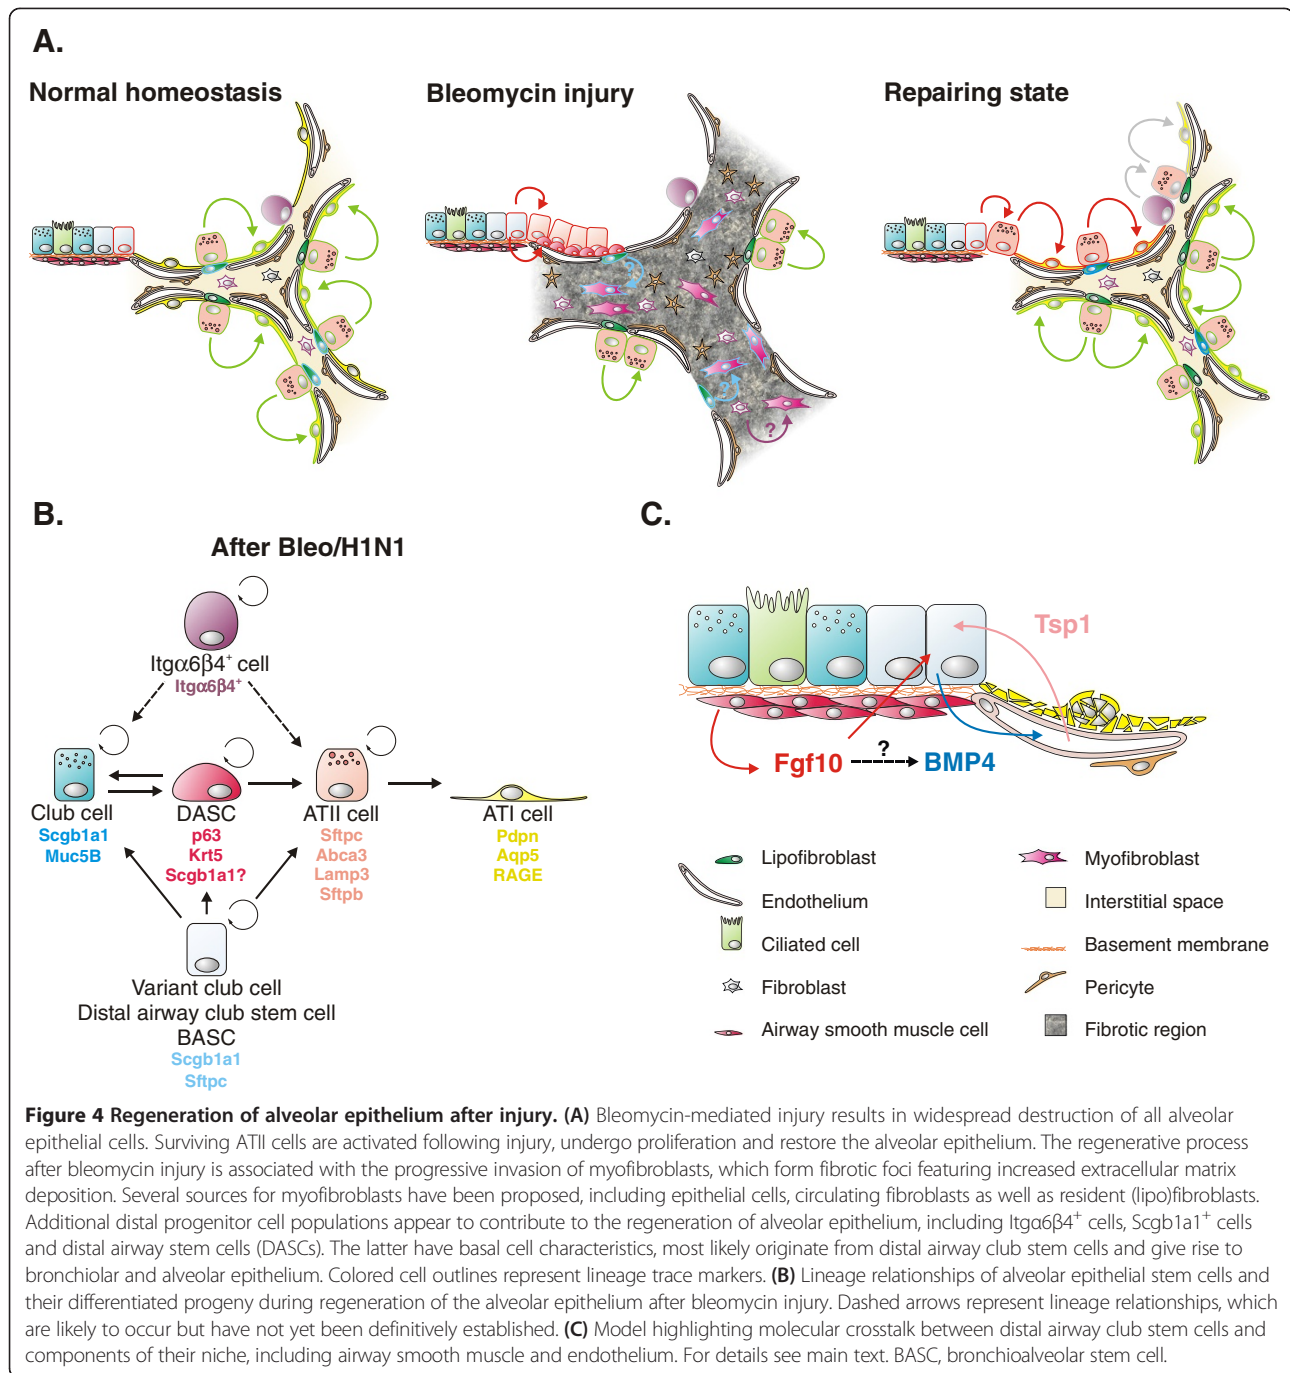 A.
Normal homeostasis
Bleomycin injury
Repairing state
?
?
?
B.
After Bleo/H1N1
Itgα6β4⁺ cell
Itgα6β4⁺
Club cell
Scgb1a1
Muc5B
DASC
p63
Krt5
Scgb1a1?
ATII cell
Sftpc
Abca3
Lamp3
Sftpb
ATI cell
Pdpn
Aqp5
RAGE
Variant club cell
Distal airway club stem cell
BASC
Scgb1a1
Sftpc
C.
Tsp1
Fgf10
?
BMP4
Lipofibroblast
Endothelium
Ciliated cell
Fibroblast
Airway smooth muscle cell
Myofibroblast
Interstitial space
Basement membrane
Pericyte
Fibrotic region
Figure 4 Regeneration of alveolar epithelium after injury. (A) Bleomycin-mediated injury results in widespread destruction of all alveolar
epithelial cells. Surviving ATII cells are activated following injury, undergo proliferation and restore the alveolar epithelium. The regenerative process
after bleomycin injury is associated with the progressive invasion of myofibroblasts, which form fibrotic foci featuring increased extracellular matrix
deposition. Several sources for myofibroblasts have been proposed, including epithelial cells, circulating fibroblasts as well as resident (lipo)fibroblasts.
Additional distal progenitor cell populations appear to contribute to the regeneration of alveolar epithelium, including Itgα6β4⁺ cells, Scgb1a1⁺ cells
and distal airway stem cells (DASCs). The latter have basal cell characteristics, most likely originate from distal airway club stem cells and give rise to
bronchiolar and alveolar epithelium. Colored cell outlines represent lineage trace markers. (B) Lineage relationships of alveolar epithelial stem cells and
their differentiated progeny during regeneration of the alveolar epithelium after bleomycin injury. Dashed arrows represent lineage relationships, which
are likely to occur but have not yet been definitively established. (C) Model highlighting molecular crosstalk between distal airway club stem cells and
components of their niche, including airway smooth muscle and endothelium. For details see main text. BASC, bronchioalveolar stem cell.